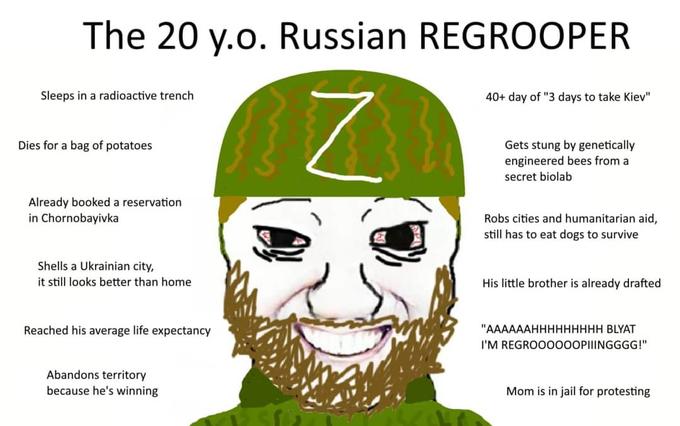 The 20 y.o. Russian REGROOPER
Z
Sleeps in a radioactive trench
Dies for a bag of potatoes
Already booked a reservation
in Chornobayivka
Shells a Ukrainian city,
it still looks better than home
Reached his average life expectancy
Abandons territory
because he's winning
40+ day of "3 days to take Kiev"
Gets stung by genetically
engineered bees from a
secret biolab
Robs cities and humanitarian aid,
still has to eat dogs to survive
His little brother is already drafted
"AAAAAAHHHHHHHHH BLYAT
I'M REGROOOOOOPIIINGGGG!"
Mom is in jail for protesting